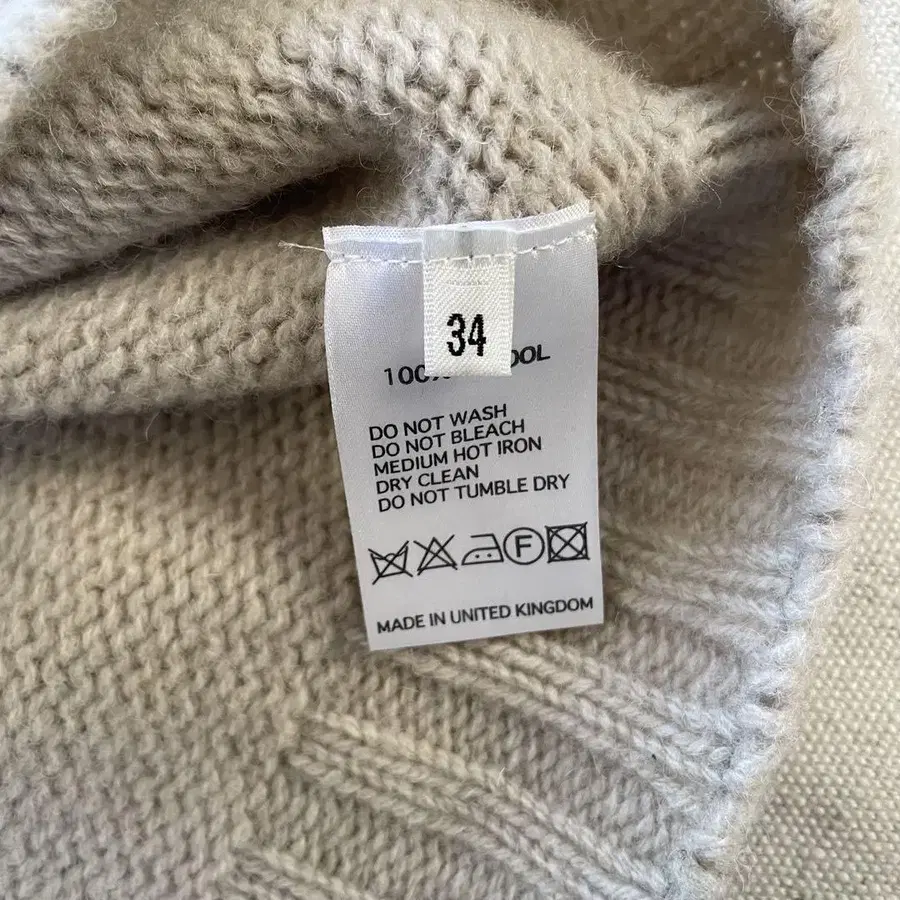 34
100%
DO NOT WASH
DO NOT BLEACH
MEDIUM HOT IRON
DRY CLEAN
DO NOT TUMBLE DRY
F
MADE IN UNITED KINGDOM